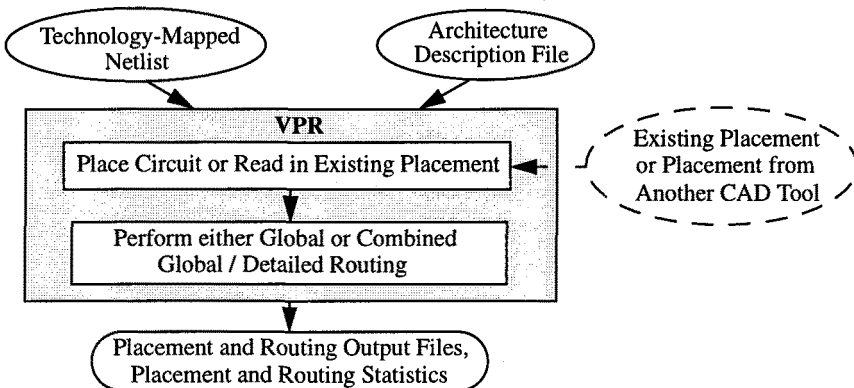 Technology-Mapped
Netlist
Architecture
Description File
VPR
Place Circuit or Read in Existing Placement
Existing Placement
or Placement from
Another CAD Tool
Perform either Global or Combined
Global / Detailed Routing
Placement and Routing Output Files,
Placement and Routing Statistics